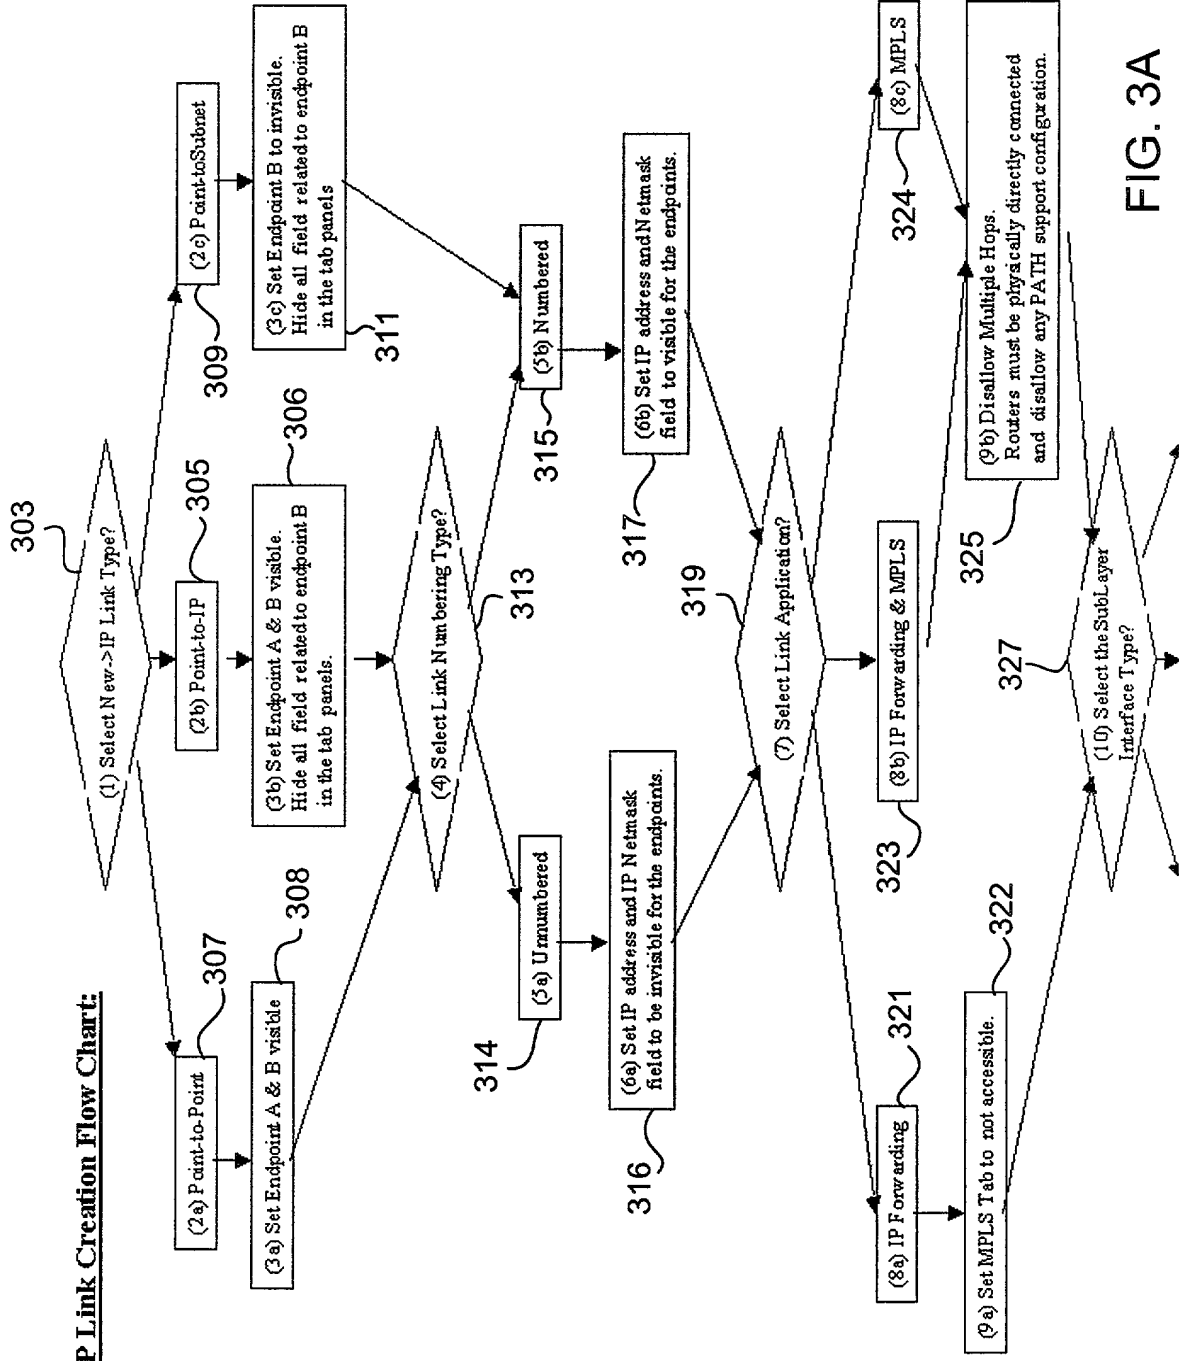 P Link Creation Flow Chart:
303
(1) Select New->IP Link Type?
307
(2a) Point-to-Point
305
(2b) Point-to-IP
309
(2c) Point-toSubnet
308
(3a) Set Endpoint A & B visible
306
(3b) Set Endpoint A & B visible.
Hide all field related to endpoint B
in the tab panels.
(3c) Set Endpoint B to invisible.
Hide all field related to endpoint B
in the tab panels
311
(4) Select Link Numbering Type?
313
314
(5a) Unnumbered
315
(5b) Numbered
316
(6a) Set IP address and IP Netmask
field to be invisible for the endpoints.
317
(6b) Set IP address and Netmask
field to visible for the endpoints.
319
(7) Select Link Application?
321
(8a) IP Forwarding
323
(8b) IP Forwarding & MPLS
324
(8c) MPLS
322
(9a) Set MPLS Tab to not accessible.
325
(9b) Disallow Multiple Hops.
Routers must be physically directly connected
and disallow any PATH support configuration.
327
(10) Select the SubLayer
Interface Type?
FIG. 3A